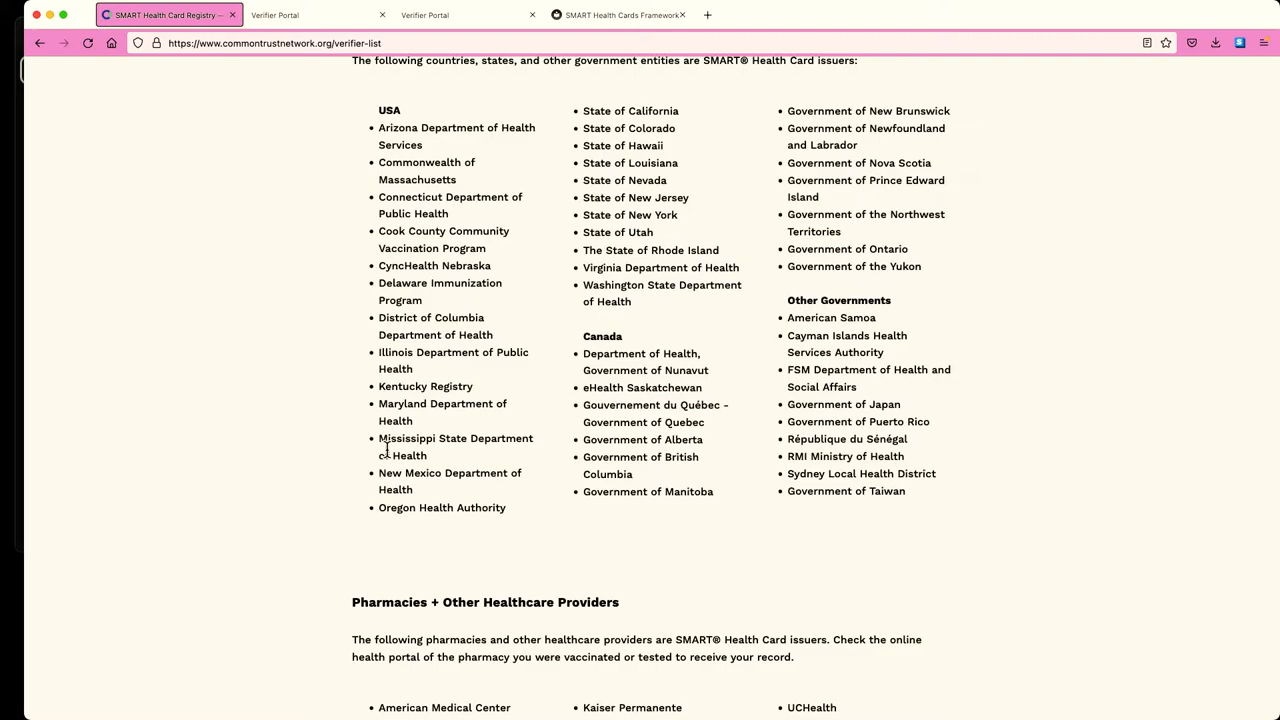 SMART Health Card Registry —
Verifier Portal
Verifier Portal
SMART Health Cards Framework
https://www.commontrustnetwork.org/verifier-list
The following countries, states, and other government entities are SMART® Health Card issuers:
USA
Arizona Department of Health
Services
Commonwealth of
Massachusetts
Connecticut Department of
Public Health
Cook County Community
Vaccination Program
CyncHealth Nebraska
Delaware Immunization
Program
District of Columbia
Department of Health
Illinois Department of Public
Health
Kentucky Registry
Maryland Department of
Health
Mississippi State Department
of Health
New Mexico Department of
Health
Oregon Health Authority
State of California
State of Colorado
State of Hawaii
State of Louisiana
State of Nevada
State of New Jersey
State of New York
State of Utah
The State of Rhode Island
Virginia Department of Health
Washington State Department
of Health
Canada
Department of Health,
Government of Nunavut
eHealth Saskatchewan
Gouvernement du Québec -
Government of Quebec
Government of Alberta
Government of British
Columbia
Government of Manitoba
Government of New Brunswick
Government of Newfoundland
and Labrador
Government of Nova Scotia
Government of Prince Edward
Island
Government of the Northwest
Territories
Government of Ontario
Government of the Yukon
Other Governments
American Samoa
Cayman Islands Health
Services Authority
FSM Department of Health and
Social Affairs
Government of Japan
Government of Puerto Rico
République du Sénégal
RMI Ministry of Health
Sydney Local Health District
Government of Taiwan
Pharmacies + Other Healthcare Providers
The following pharmacies and other healthcare providers are SMART® Health Card issuers. Check the online
health portal of the pharmacy you were vaccinated or tested to receive your record.
American Medical Center
Kaiser Permanente
UCHealth